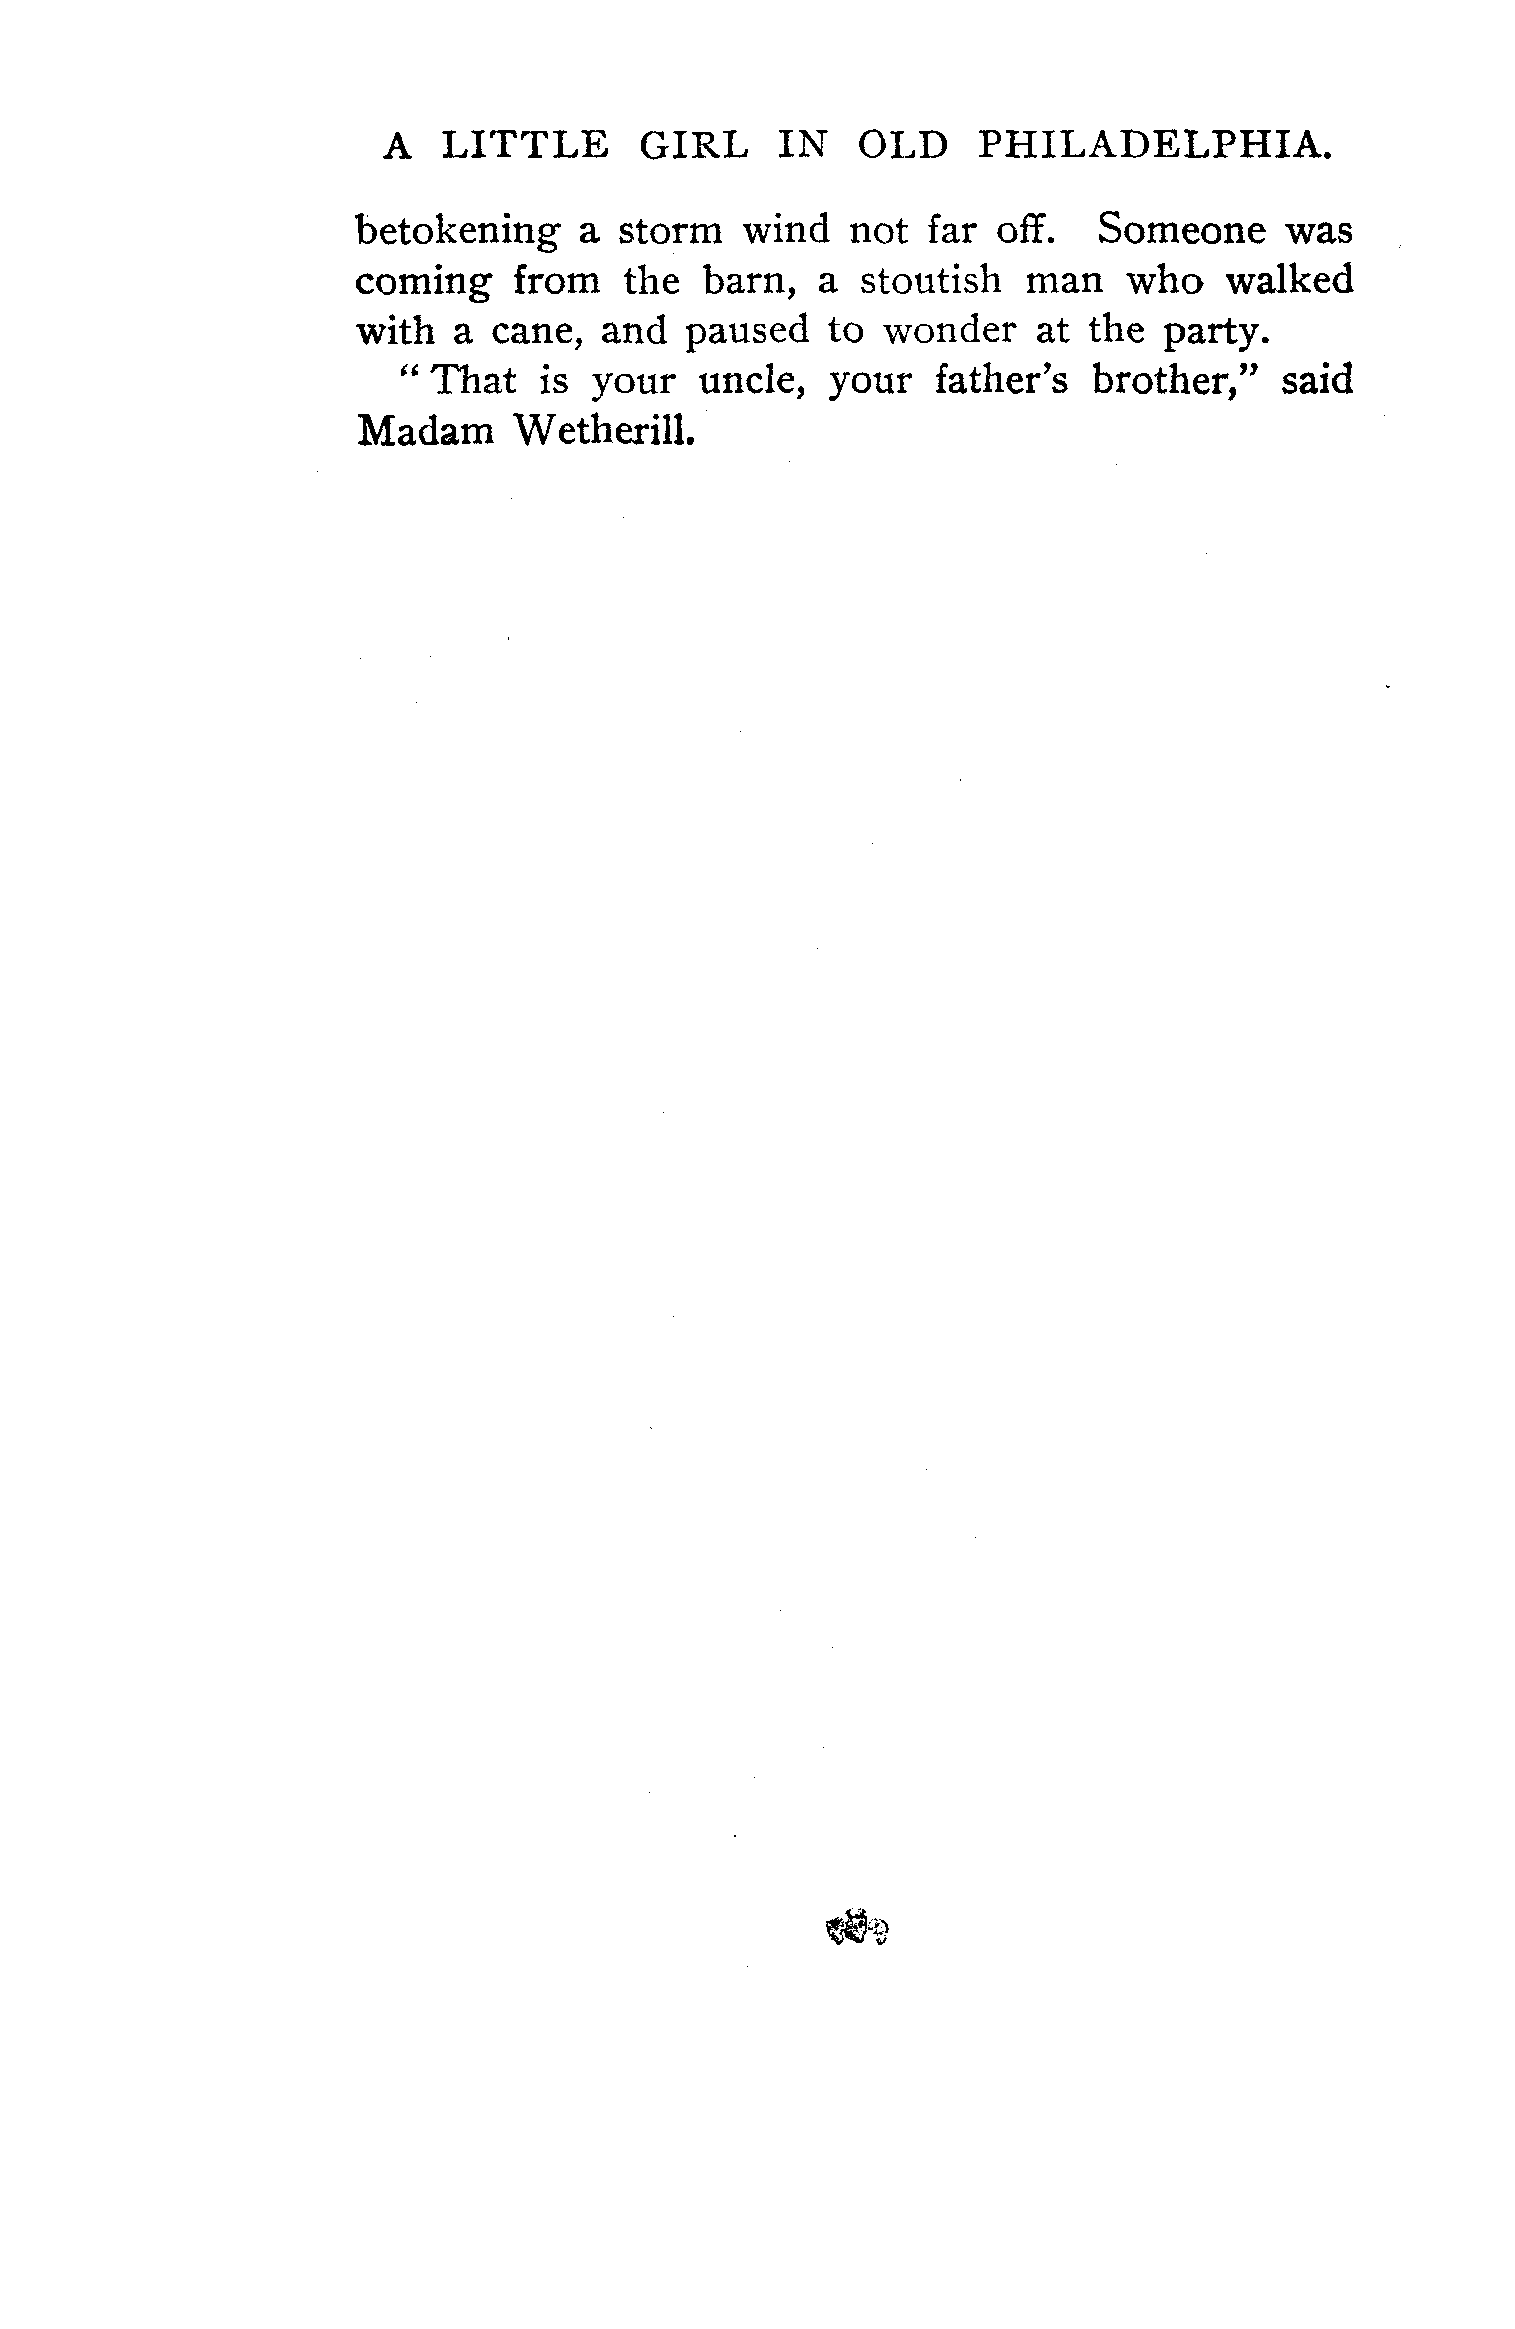 A LITTLE GIRL IN OLD PHILADELPHIA.
betokening a storm wind not far off. Someone was
coming from the barn, a stoutish man who walked
with a cane, and paused to wonder at the party.
“ That is your uncle, your father’s brother,” said
Madam Wetherill.